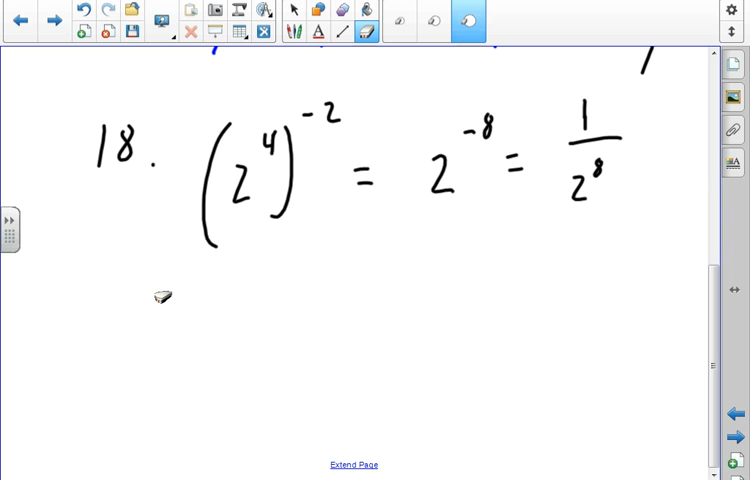 18. (2^4)^-2 = 2^-8 = 1/2^8
Extend Page